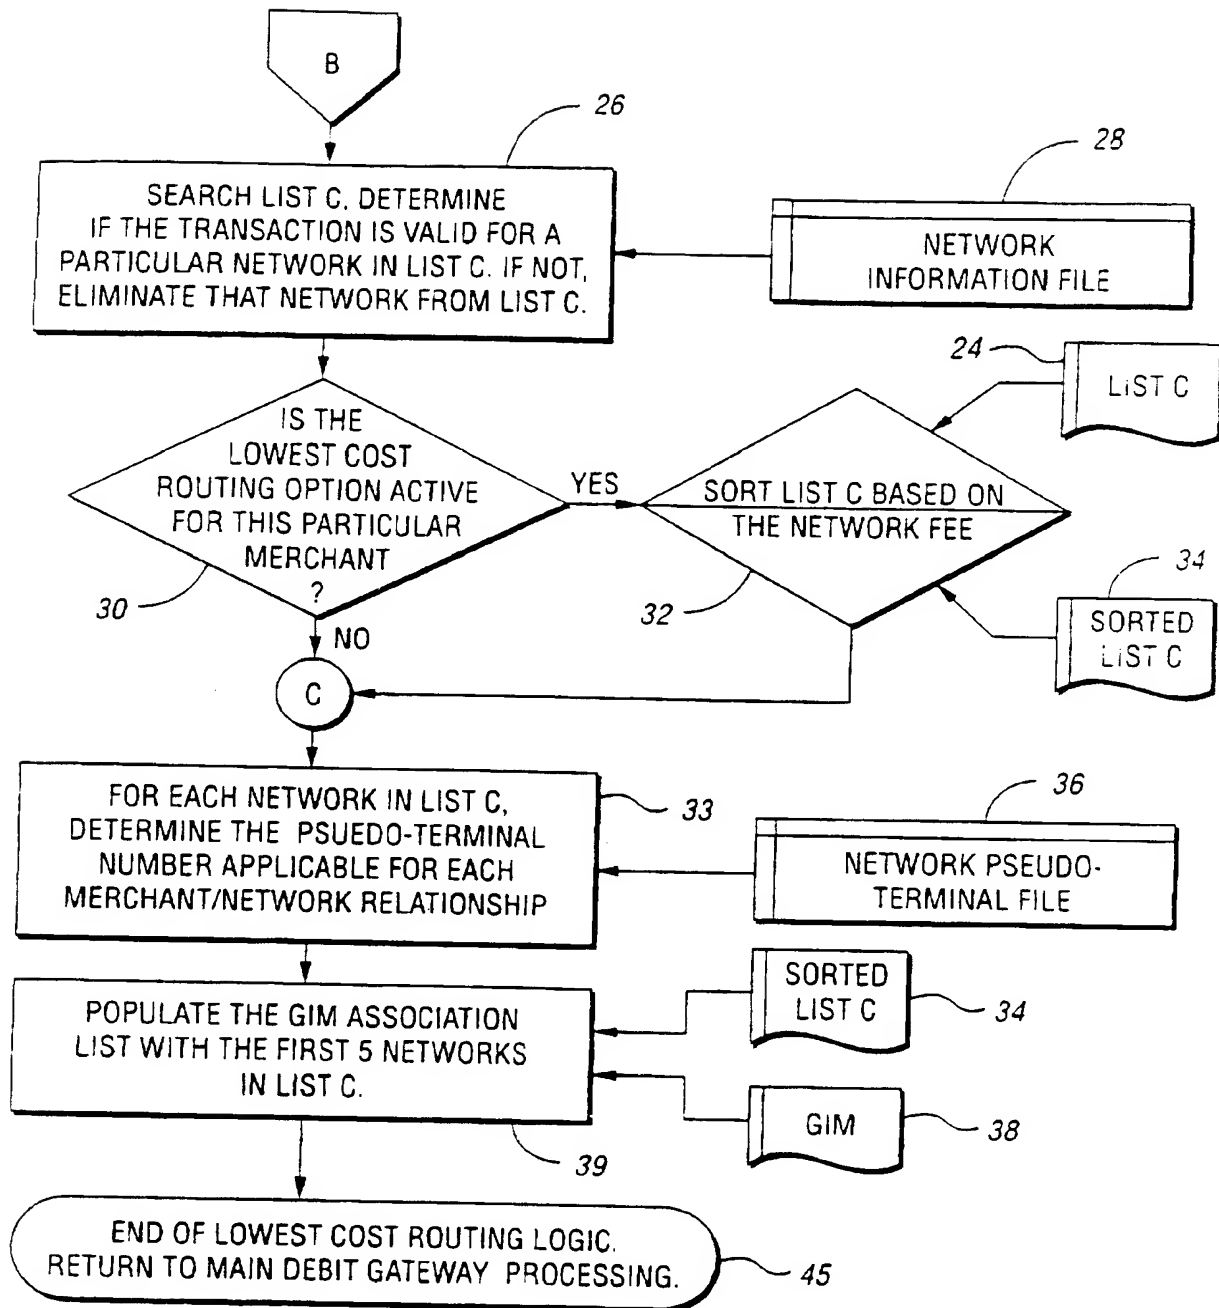 B
26
SEARCH LIST C, DETERMINE
IF THE TRANSACTION IS VALID FOR A
PARTICULAR NETWORK IN LIST C. IF NOT,
ELIMINATE THAT NETWORK FROM LIST C.
28
NETWORK
INFORMATION FILE
24
LIST C
IS THE
LOWEST COST
ROUTING OPTION ACTIVE
FOR THIS PARTICULAR
MERCHANT
?
30
YES
SORT LIST C BASED ON
THE NETWORK FEE
32
34
SORTED
LIST C
NO
C
FOR EACH NETWORK IN LIST C,
DETERMINE THE PSUEDO-TERMINAL
NUMBER APPLICABLE FOR EACH
MERCHANT/NETWORK RELATIONSHIP
33
36
NETWORK PSEUDO-
TERMINAL FILE
POPULATE THE GIM ASSOCIATION
LIST WITH THE FIRST 5 NETWORKS
IN LIST C.
39
SORTED
LIST C
34
GIM
38
END OF LOWEST COST ROUTING LOGIC.
RETURN TO MAIN DEBIT GATEWAY PROCESSING.
45